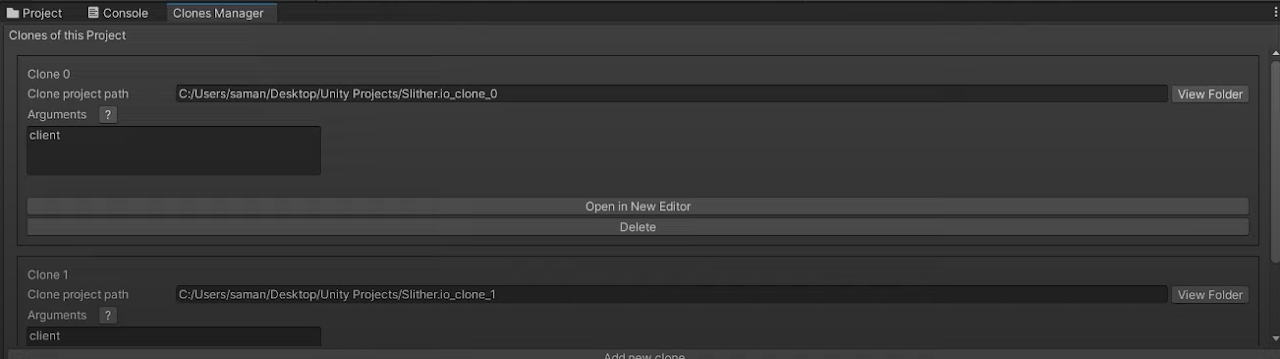 Project Console Clones Manager
Clones of this Project
Clone 0
Clone project path C:/Users/saman/Desktop/Unity Projects/Slither.io_clone_0 View Folder
Arguments ?
client
Open in New Editor
Delete
Clone 1
Clone project path C:/Users/saman/Desktop/Unity Projects/Slither.io_clone_1 View Folder
Arguments ?
client
Add new clone